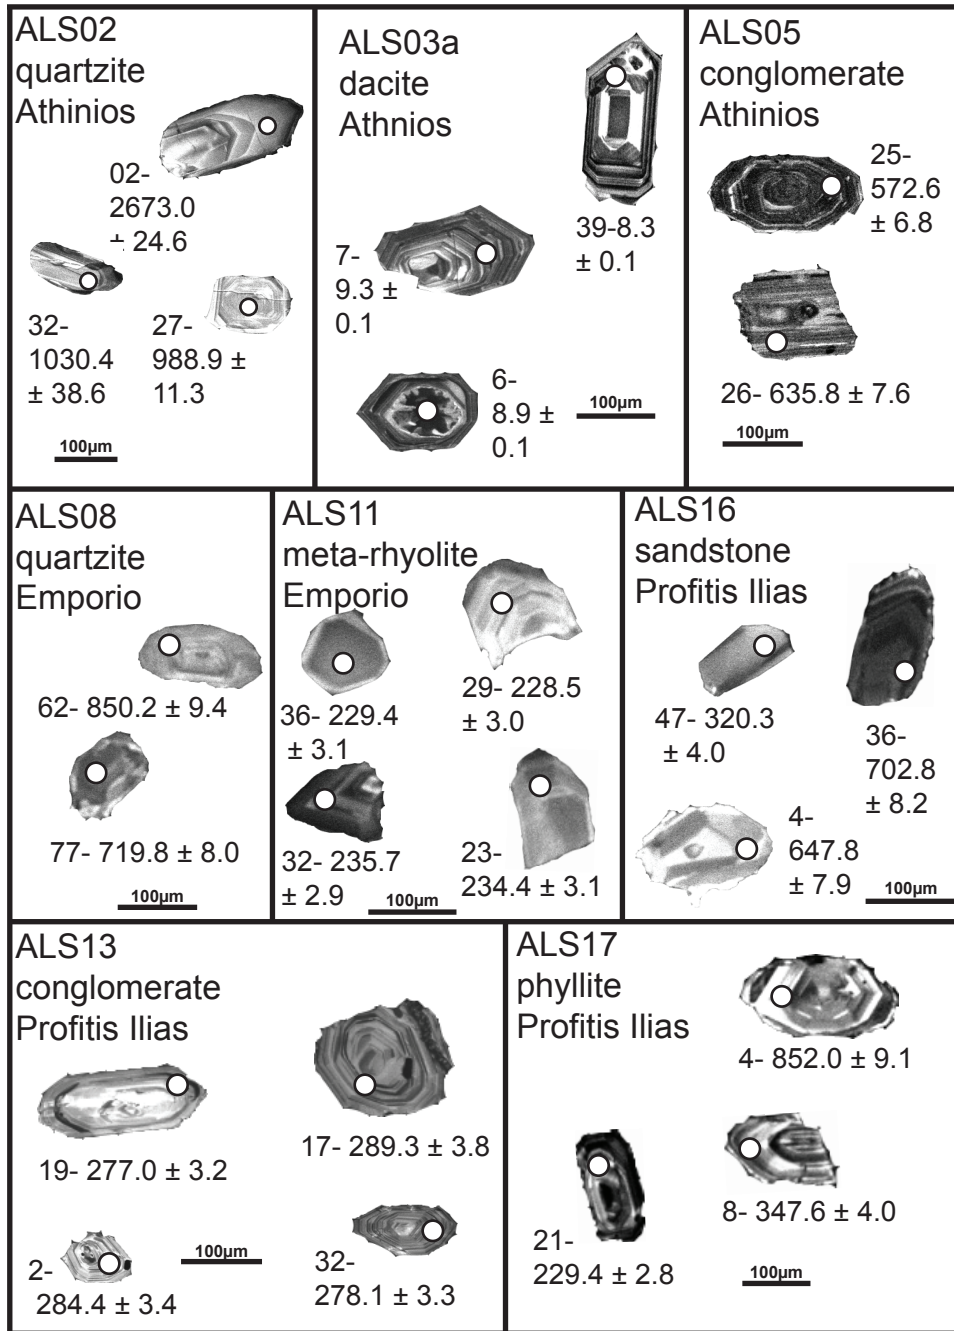 ALS02
quartzite
Athinios
02-
2673.0
± 24.6
32-
1030.4
± 38.6
27-
988.9 ±
11.3
100µm
ALS03a
dacite
Athnios
39-8.3
± 0.1
7-
9.3 ±
0.1
6-
8.9 ±
0.1
100µm
ALS05
conglomerate
Athinios
25-
572.6
± 6.8
26- 635.8 ± 7.6
100µm
ALS08
quartzite
Emporio
62- 850.2 ± 9.4
77- 719.8 ± 8.0
100µm
ALS11
meta-rhyolite
Emporio
36- 229.4
± 3.1
29- 228.5
± 3.0
32- 235.7
± 2.9
23-
234.4 ± 3.1
100µm
ALS16
sandstone
Profitis Ilias
47- 320.3
± 4.0
36-
702.8
± 8.2
4-
647.8
± 7.9
100µm
ALS13
conglomerate
Profitis Ilias
19- 277.0 ± 3.2
17- 289.3 ± 3.8
2-
284.4 ± 3.4
100µm
32-
278.1 ± 3.3
ALS17
phyllite
Profitis Ilias
4- 852.0 ± 9.1
21-
229.4 ± 2.8
8- 347.6 ± 4.0
100µm